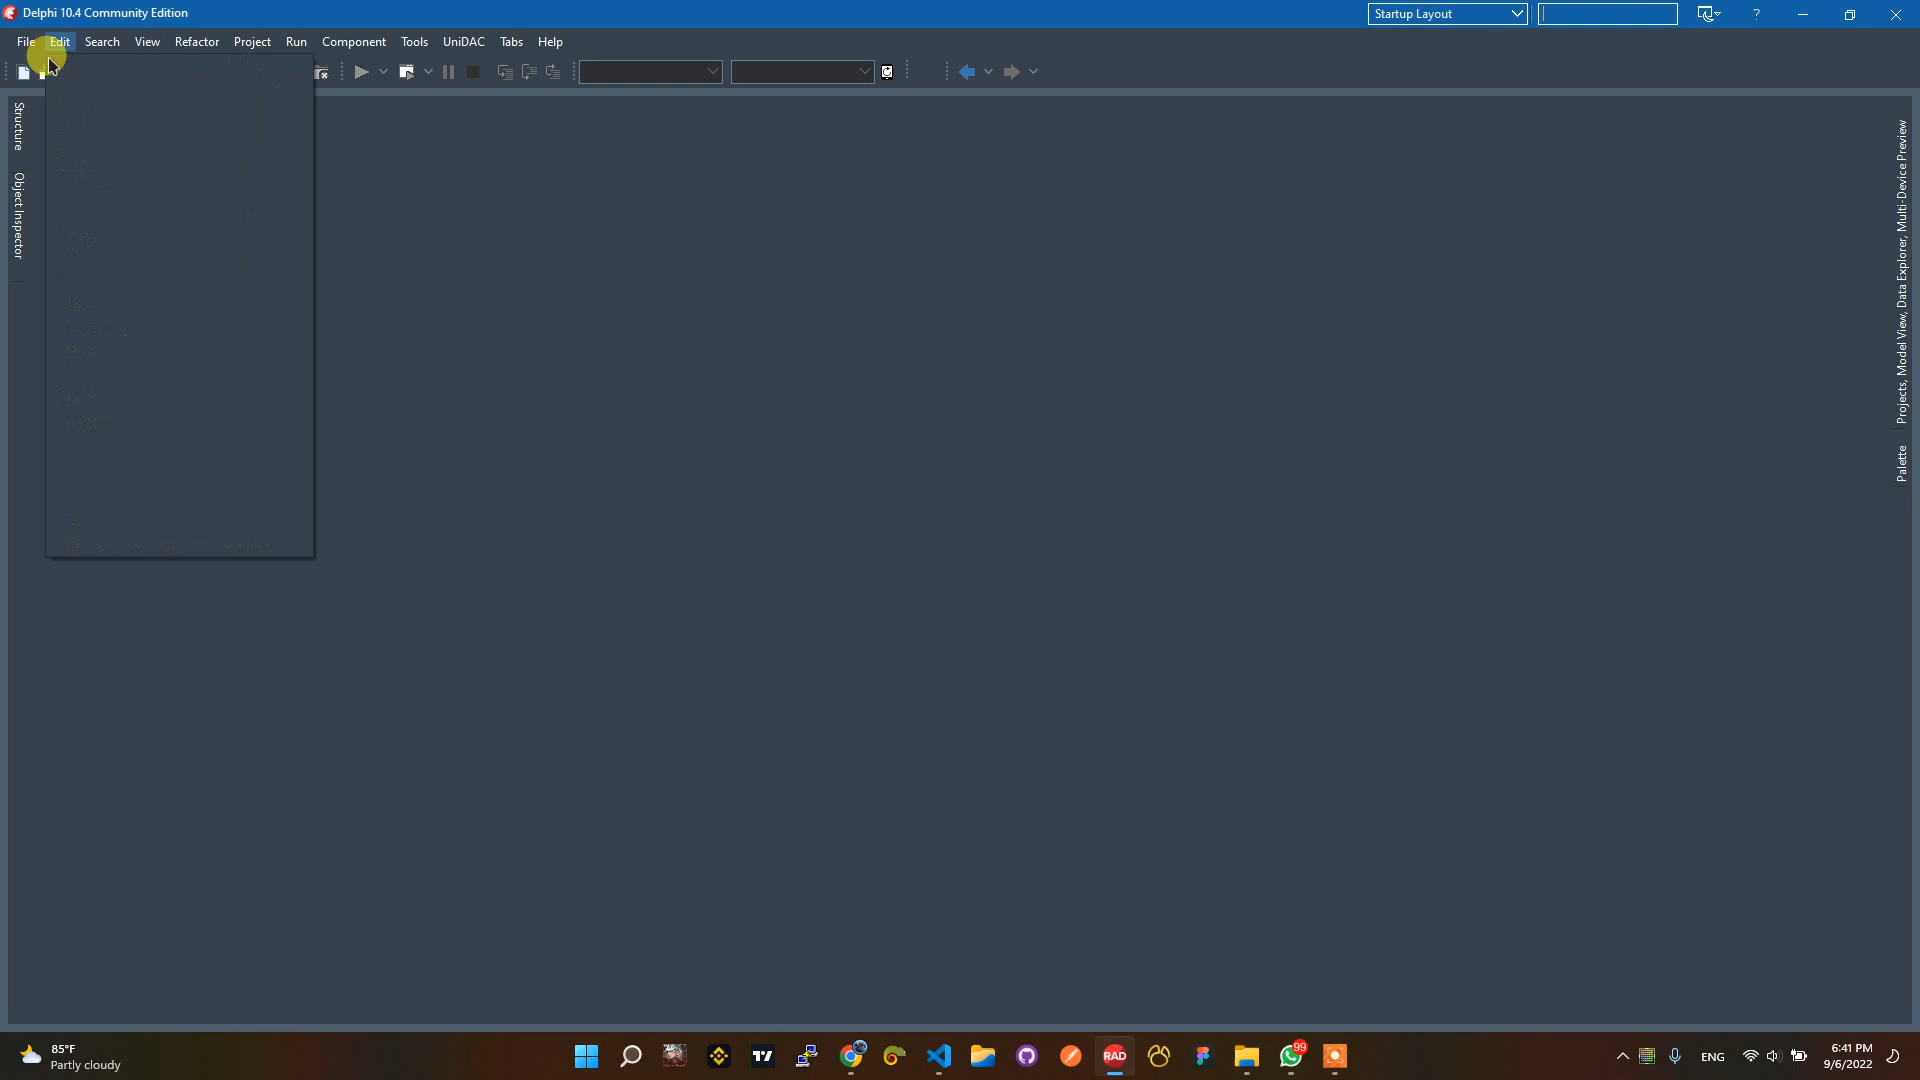 Delphi 10.4 Community Edition
Startup Layout
?
File Edit Search View Refactor Project Run Component Tools UniDAC Tabs Help
Structure
Object Inspector
Projects, Model View, Data Explorer, Multi-Device Preview
Palette
85°F
Partly cloudy
RAD
99
ENG
6:41 PM
9/6/2022